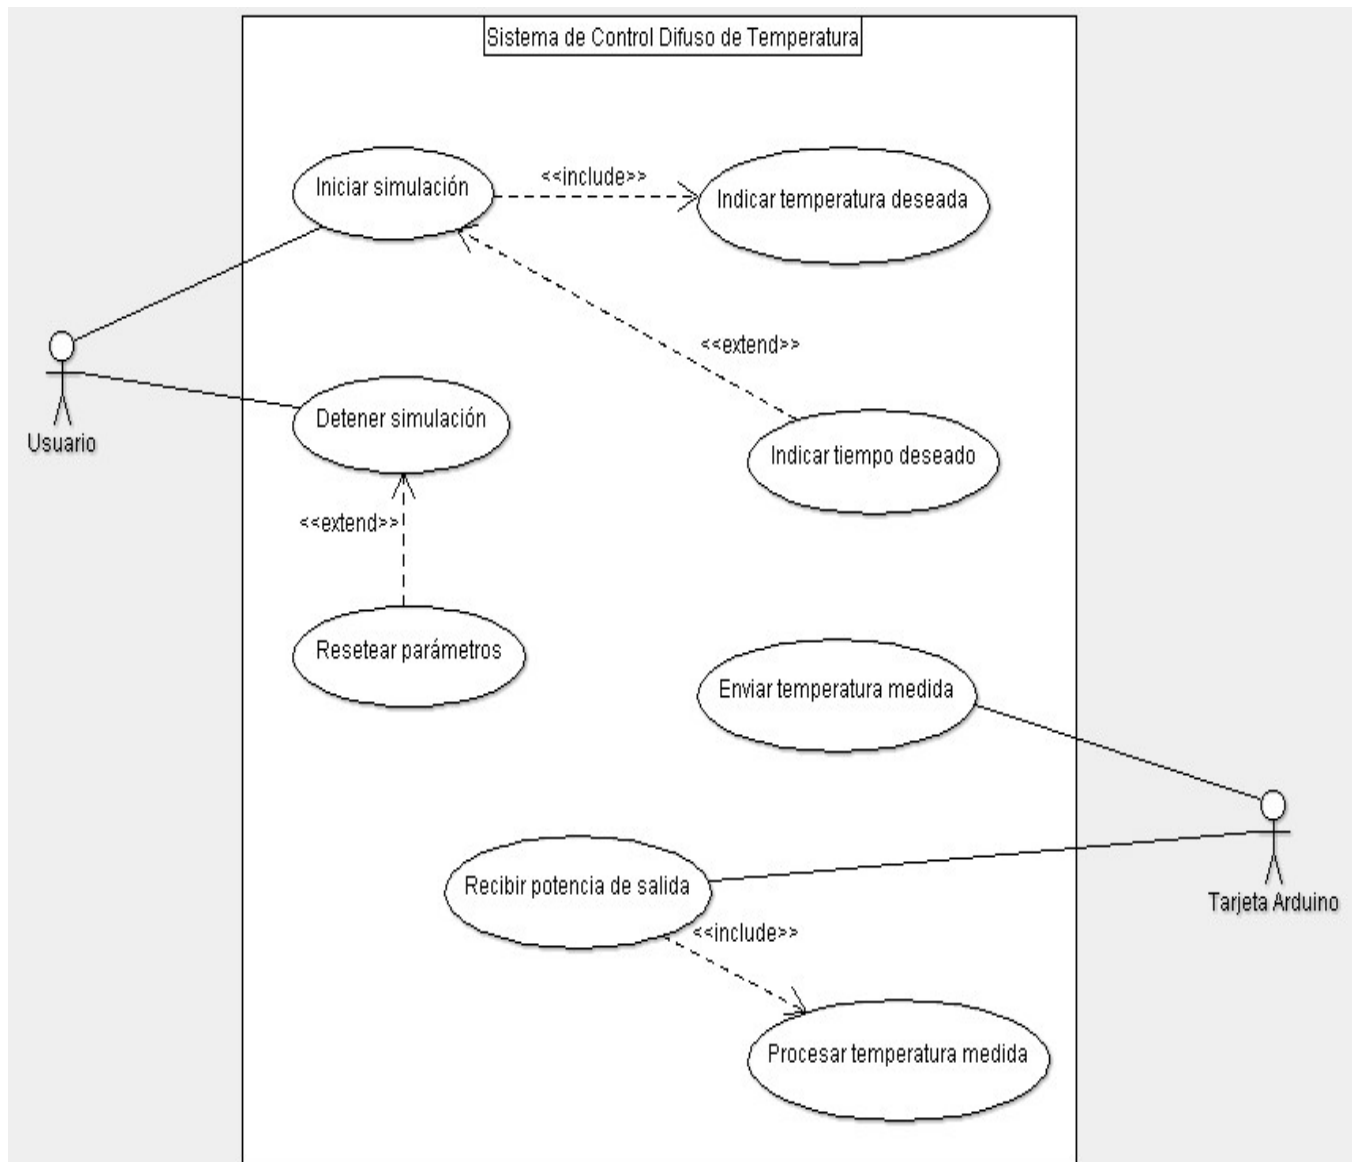 Sistema de Control Difuso de Temperatura
Iniciar simulación
<<include>>
Indicar temperatura deseada
<<extend>>
Usuario
Detener simulación
Indicar tiempo deseado
<<extend>>
Resetear parámetros
Enviar temperatura medida
Recibir potencia de salida
Tarjeta Arduino
<<include>>
Procesar temperatura medida